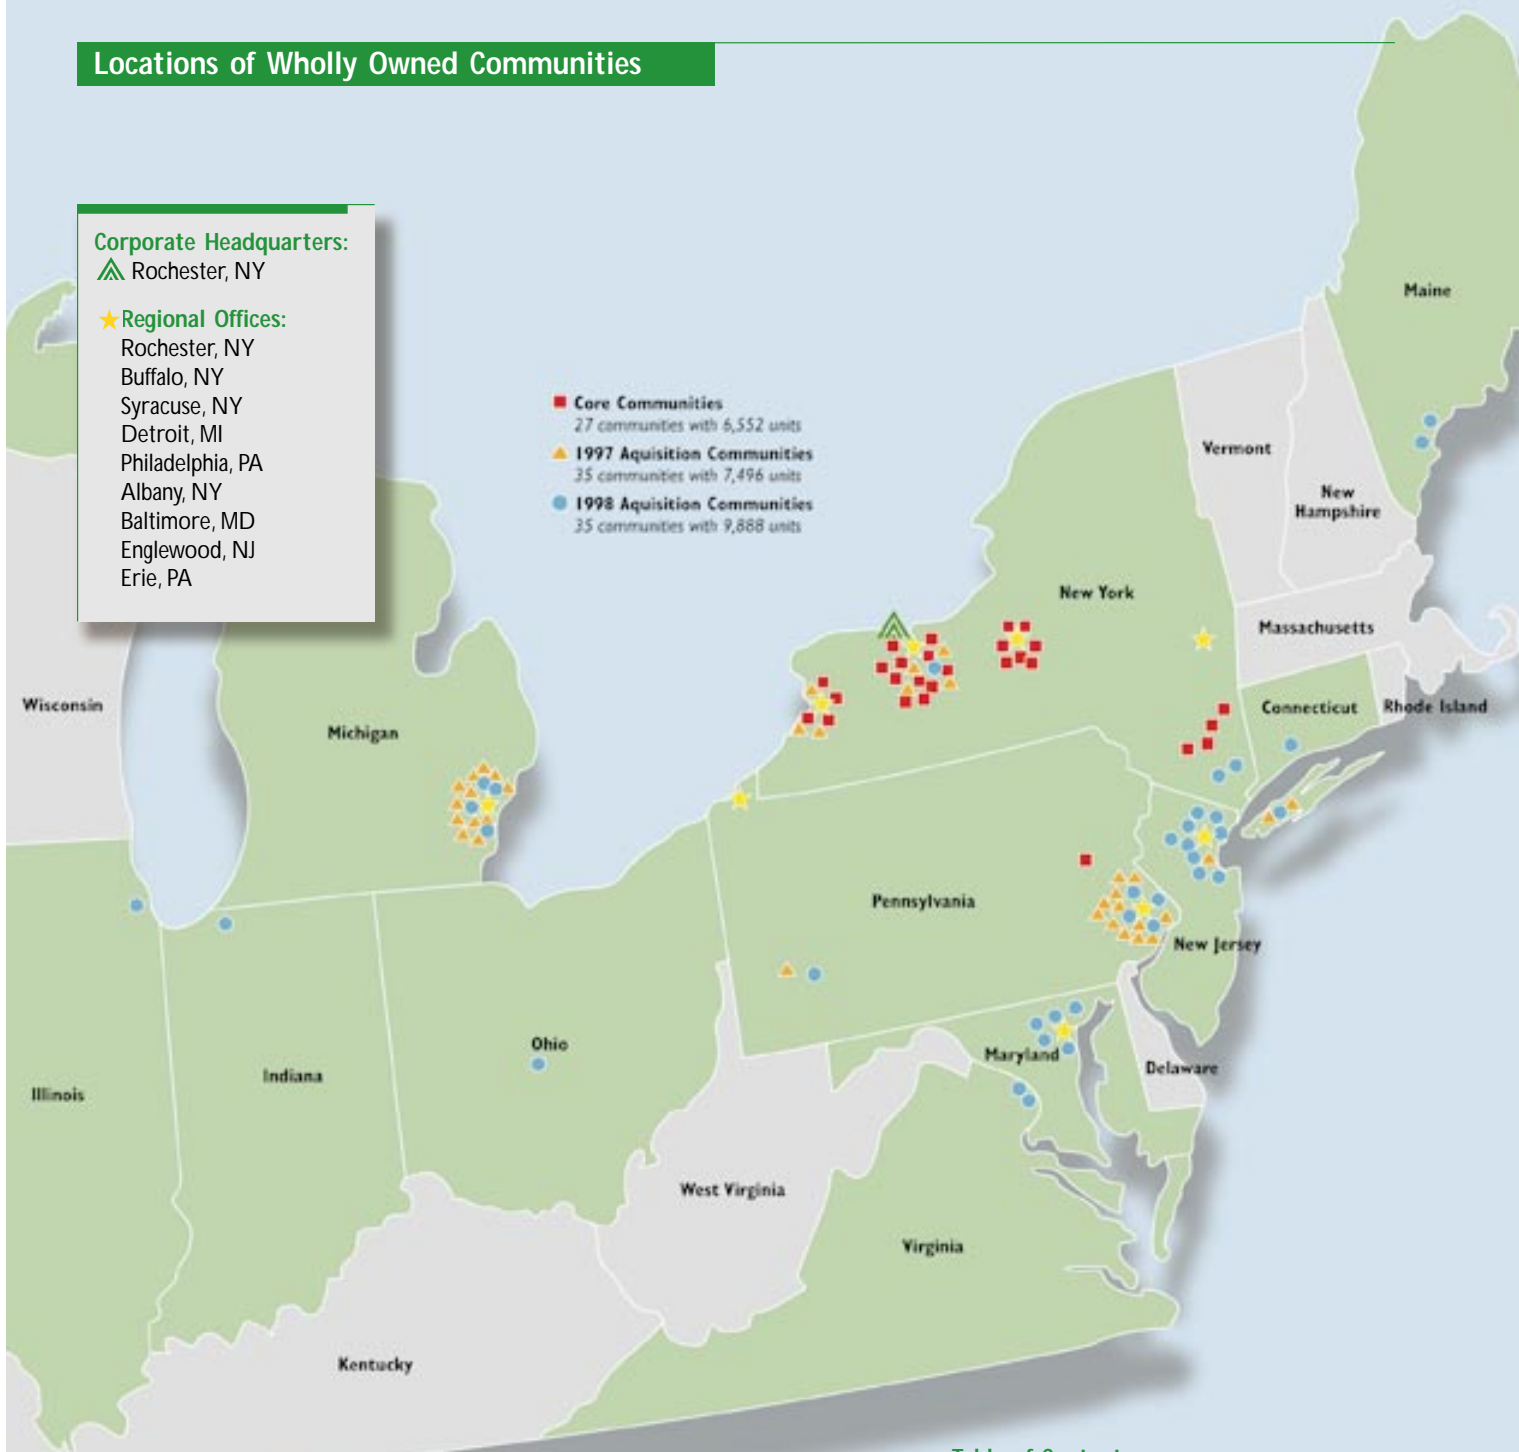 Locations of Wholly Owned Communities
Corporate Headquarters:
Rochester, NY
Regional Offices:
Rochester, NY
Buffalo, NY
Syracuse, NY
Detroit, MI
Philadelphia, PA
Albany, NY
Baltimore, MD
Englewood, NJ
Erie, PA
Core Communities
27 communities with 6,552 units
1997 Aquisition Communities
35 communities with 7,496 units
1998 Aquisition Communities
35 communities with 9,888 units
Maine
Vermont
New
Hampshire
New York
Massachusetts
Connecticut
Rhode Island
Wisconsin
Michigan
Pennsylvania
New Jersey
Ohio
Maryland
Delaware
Indiana
Illinois
West Virginia
Virginia
Kentucky